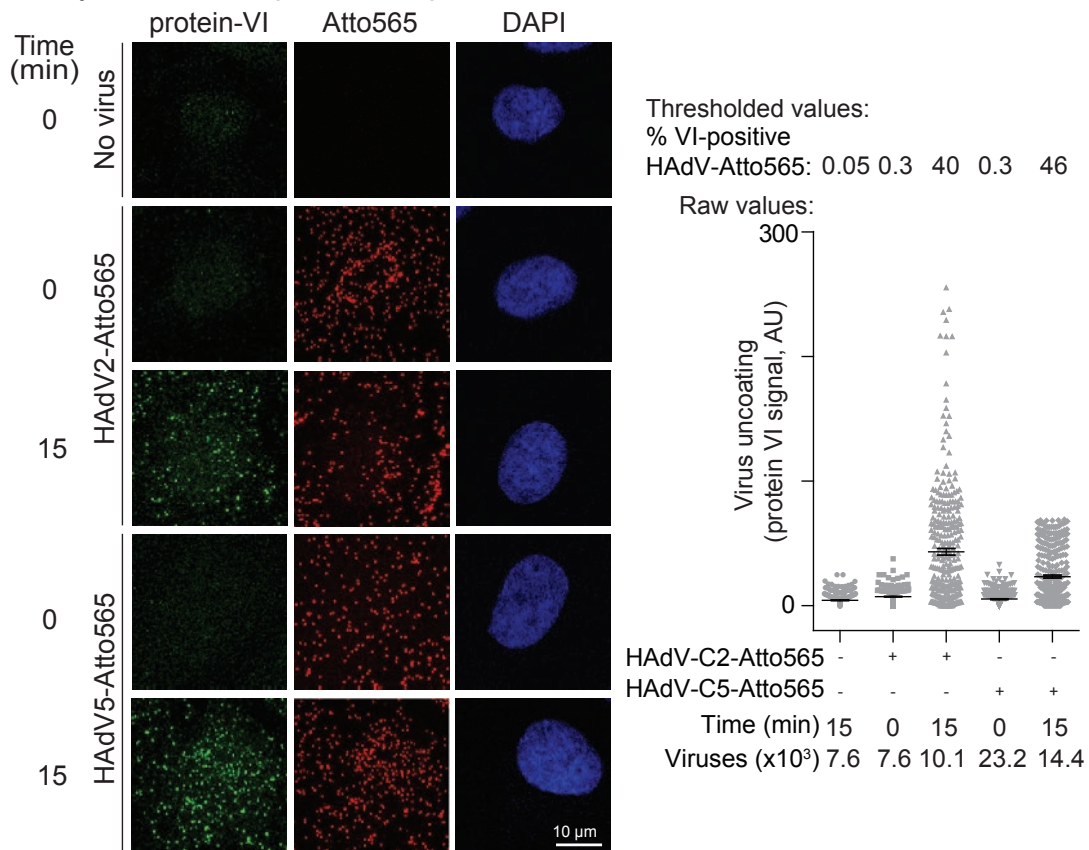 protein-VI Atto565 DAPI
Time
(min)
0 No virus
0
HAdV2-Atto565
15
0
HAdV5-Atto565
15
10 µm
Thresholded values:
% VI-positive
HAdV-Atto565: 0.05 0.3 40 0.3 46
Raw values:
300
Virus uncoating
(protein VI signal, AU)
0
HAdV-C2-Atto565 - + + - -
HAdV-C5-Atto565 - - - + +
Time (min) 15 0 15 0 15
Viruses (x10³) 7.6 7.6 10.1 23.2 14.4